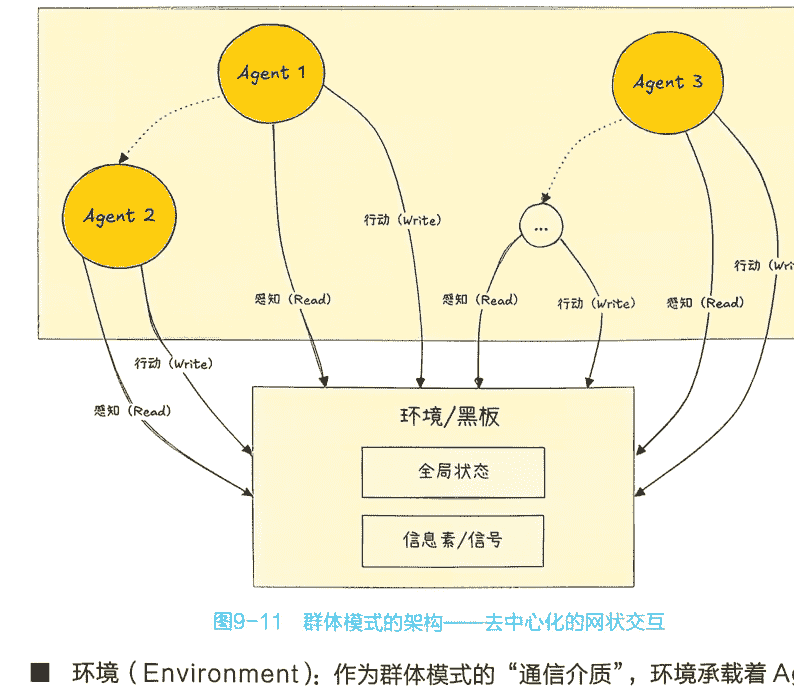 Agent 1
Agent 3
Agent 2
行动（Write）
...
行动（Wri
感知（Read）
感知（Read）
行动（Write）
感知（Read）
行动（Write）
感知（Read）
环境/黑板
全局状态
信息素/信号
图9-11 群体模式的架构——去中心化的网状交互
■ 环境（Environment）：作为群体模式的“通信介质”，环境承载着 Ag